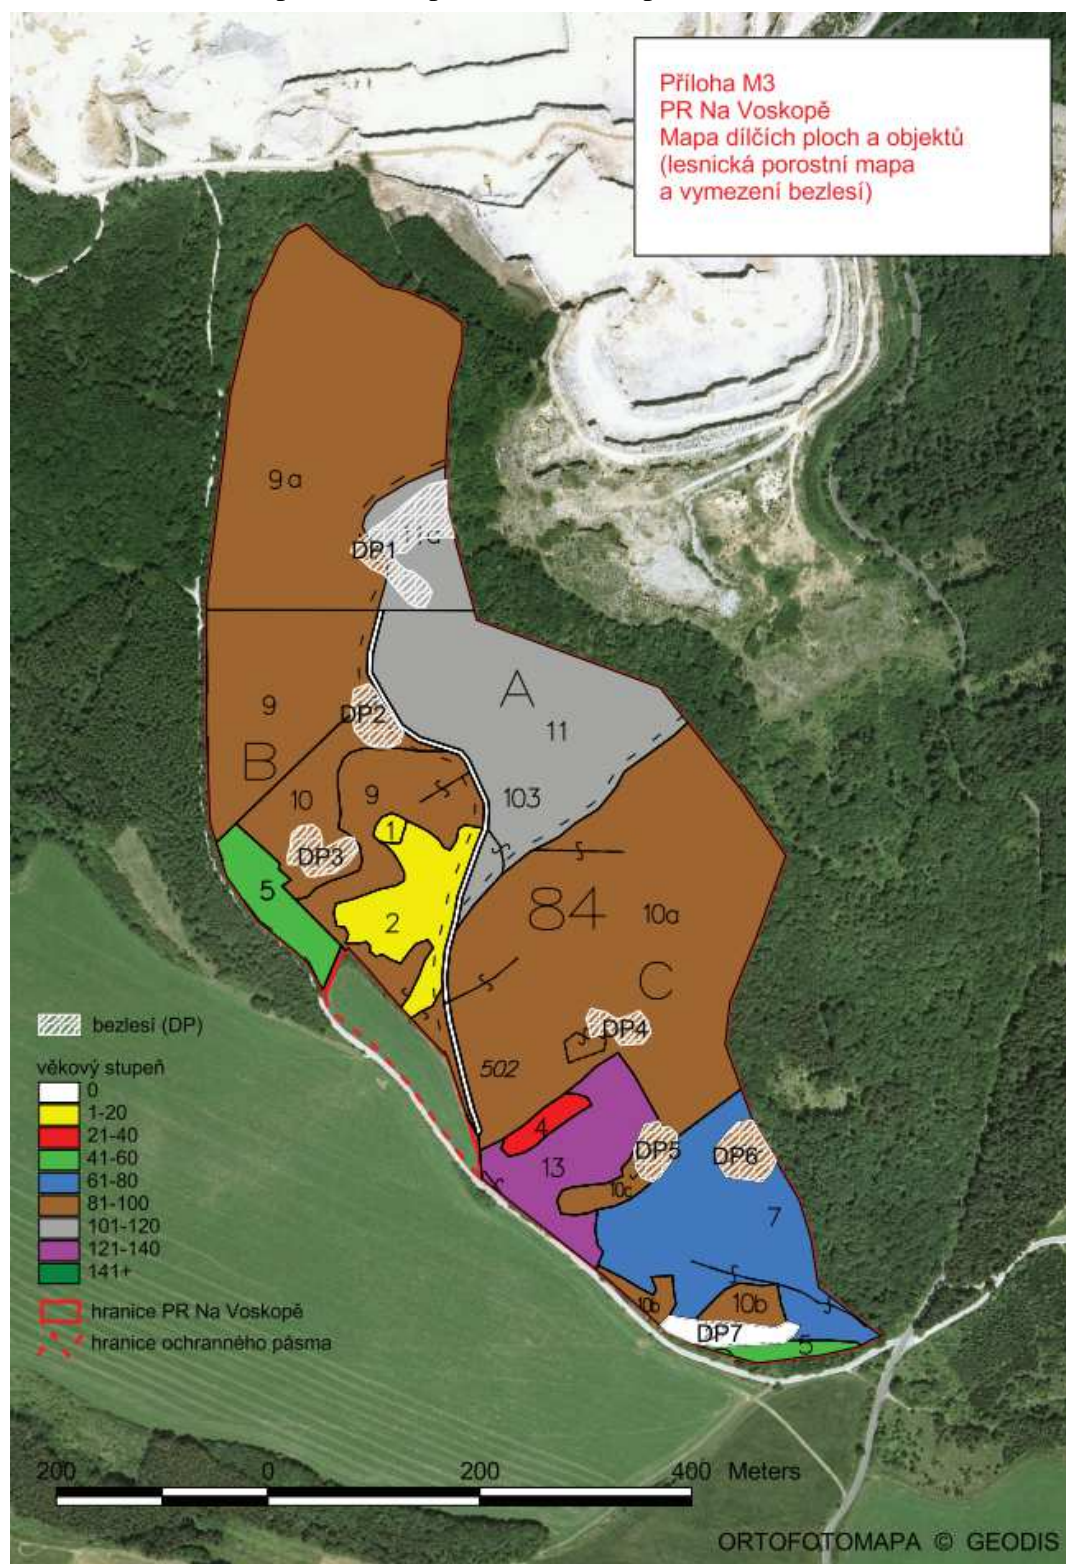 Příloha M3
PR Na Voskopě
Mapa dílčích ploch a objektů
(lesnická porostní mapa
a vymezení bezlesí)
9a
DP1
A
9
DP2
11
B
10
9
103
1
DP3
5
2
84
10a
C
DP4
502
4
13
DP5
DP6
10c
7
10b
10b
DP7
5
bezlesí (DP)
věkový stupeň
0
1-20
21-40
41-60
61-80
81-100
101-120
121-140
141+
hranice PR Na Voskopě
hranice ochranného pásma
200 0 200 400 Meters
ORTOFOTOMAPA © GEODIS